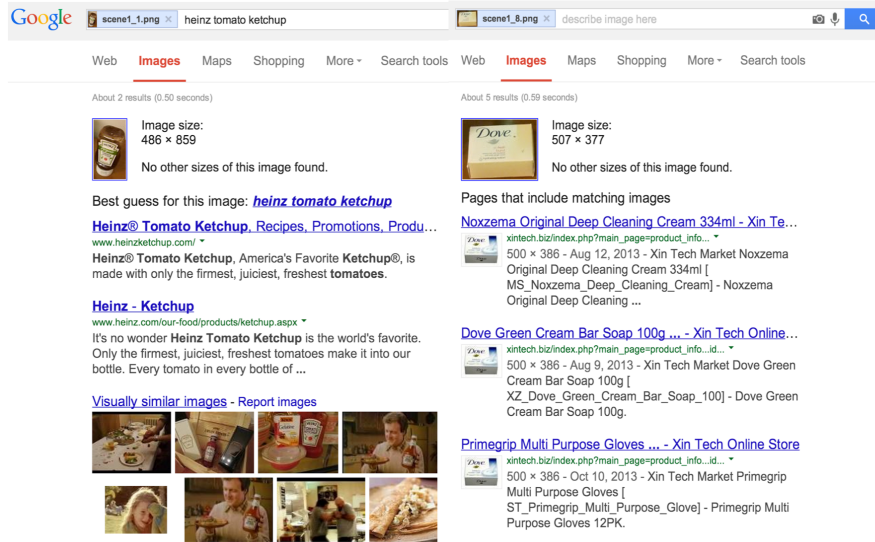 Google scene1_1.png × heinz tomato ketchup
Web Images Maps Shopping More Search tools
About 2 results (0.50 seconds)
Image size:
486 × 859
No other sizes of this image found.
Best guess for this image: heinz tomato ketchup
Heinz® Tomato Ketchup, Recipes, Promotions, Produ...
www.heinzketchup.com/
Heinz® Tomato Ketchup, America's Favorite Ketchup®, is
made with only the firmest, juiciest, freshest tomatoes.
Heinz - Ketchup
www.heinz.com/our-food/products/ketchup.aspx
It's no wonder Heinz Tomato Ketchup is the world's favorite.
Only the firmest, juiciest, freshest tomatoes make it into our
bottle. Every tomato in every bottle of ...
Visually similar images - Report images
scene1_8.png × describe image here
Web Images Maps Shopping More Search tools
About 5 results (0.59 seconds)
Dove
Image size:
507 × 377
No other sizes of this image found.
Pages that include matching images
Noxzema Original Deep Cleaning Cream 334ml - Xin Te...
xintech.biz/index.php?main_page=product_info...
Dove
500 × 386 - Aug 12, 2013 - Xin Tech Market Noxzema
Original Deep Cleaning Cream 334ml [
MS_Noxzema_Deep_Cleaning_Cream] - Noxzema
Original Deep Cleaning ...
Dove Green Cream Bar Soap 100g ... - Xin Tech Online...
xintech.biz/index.php?main_page=product_info...id...
Dove
500 × 386 - Aug 9, 2013 - Xin Tech Market Dove Green
Cream Bar Soap 100g [
XZ_Dove_Green_Cream_Bar_Soap_100] - Dove Green
Cream Bar Soap 100g.
Primegrip Multi Purpose Gloves ... - Xin Tech Online Store
xintech.biz/index.php?main_page=product_info...id...
Dove
500 × 386 - Oct 10, 2013 - Xin Tech Market Primegrip
Multi Purpose Gloves [
ST_Primegrip_Multi_Purpose_Glove] - Primegrip Multi
Purpose Gloves 12PK.